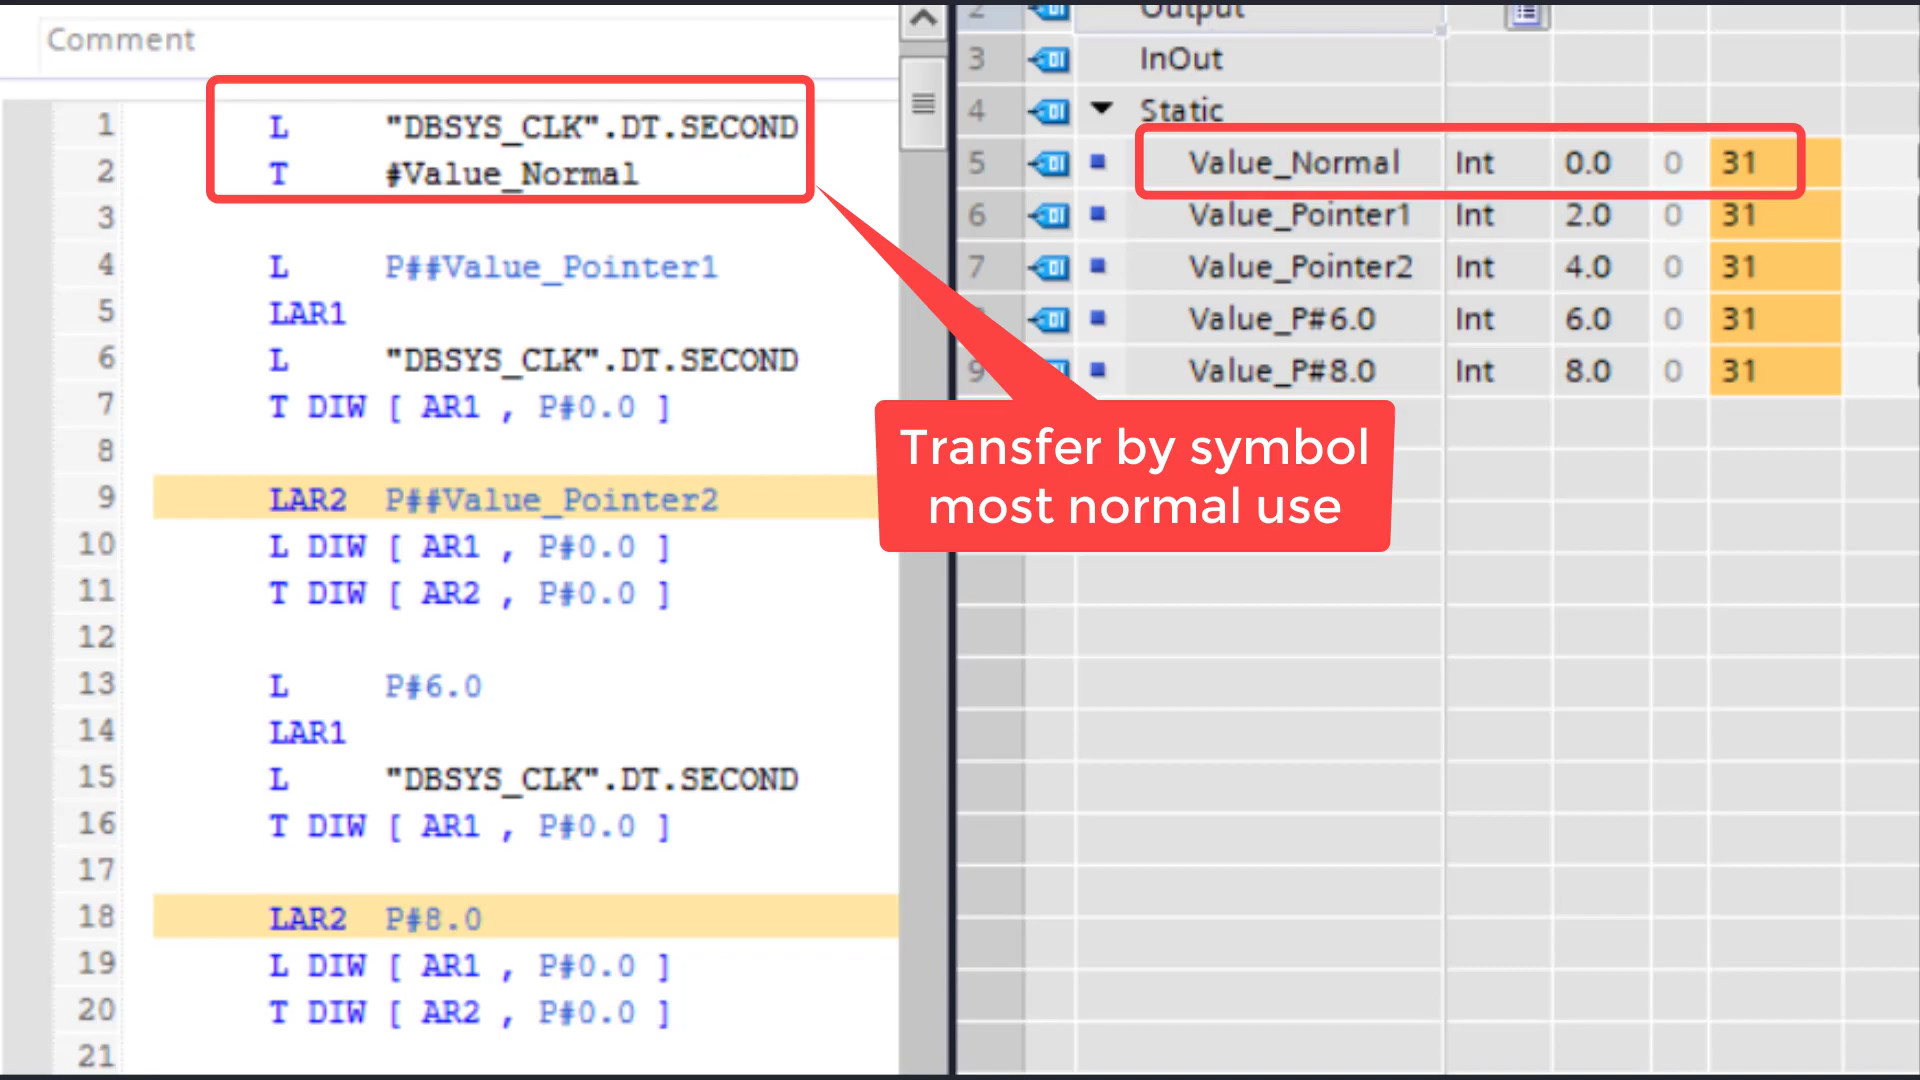 Comment
1 L "DBSYS_CLK".DT.SECOND
2 T #Value_Normal
3
4 L P##Value_Pointer1
5 LAR1
6 L "DBSYS_CLK".DT.SECOND
7 T DIW [ AR1 , P#0.0 ]
8
9 LAR2 P##Value_Pointer2
10 L DIW [ AR1 , P#0.0 ]
11 T DIW [ AR2 , P#0.0 ]
12
13 L P#6.0
14 LAR1
15 L "DBSYS_CLK".DT.SECOND
16 T DIW [ AR1 , P#0.0 ]
17
18 LAR2 P#8.0
19 L DIW [ AR1 , P#0.0 ]
20 T DIW [ AR2 , P#0.0 ]
21
2 Output
3 InOut
4 Static
5 Value_Normal Int 0.0 0 31
6 Value_Pointer1 Int 2.0 0 31
7 Value_Pointer2 Int 4.0 0 31
Value_P#6.0 Int 6.0 0 31
9 Value_P#8.0 Int 8.0 0 31
Transfer by symbol
most normal use